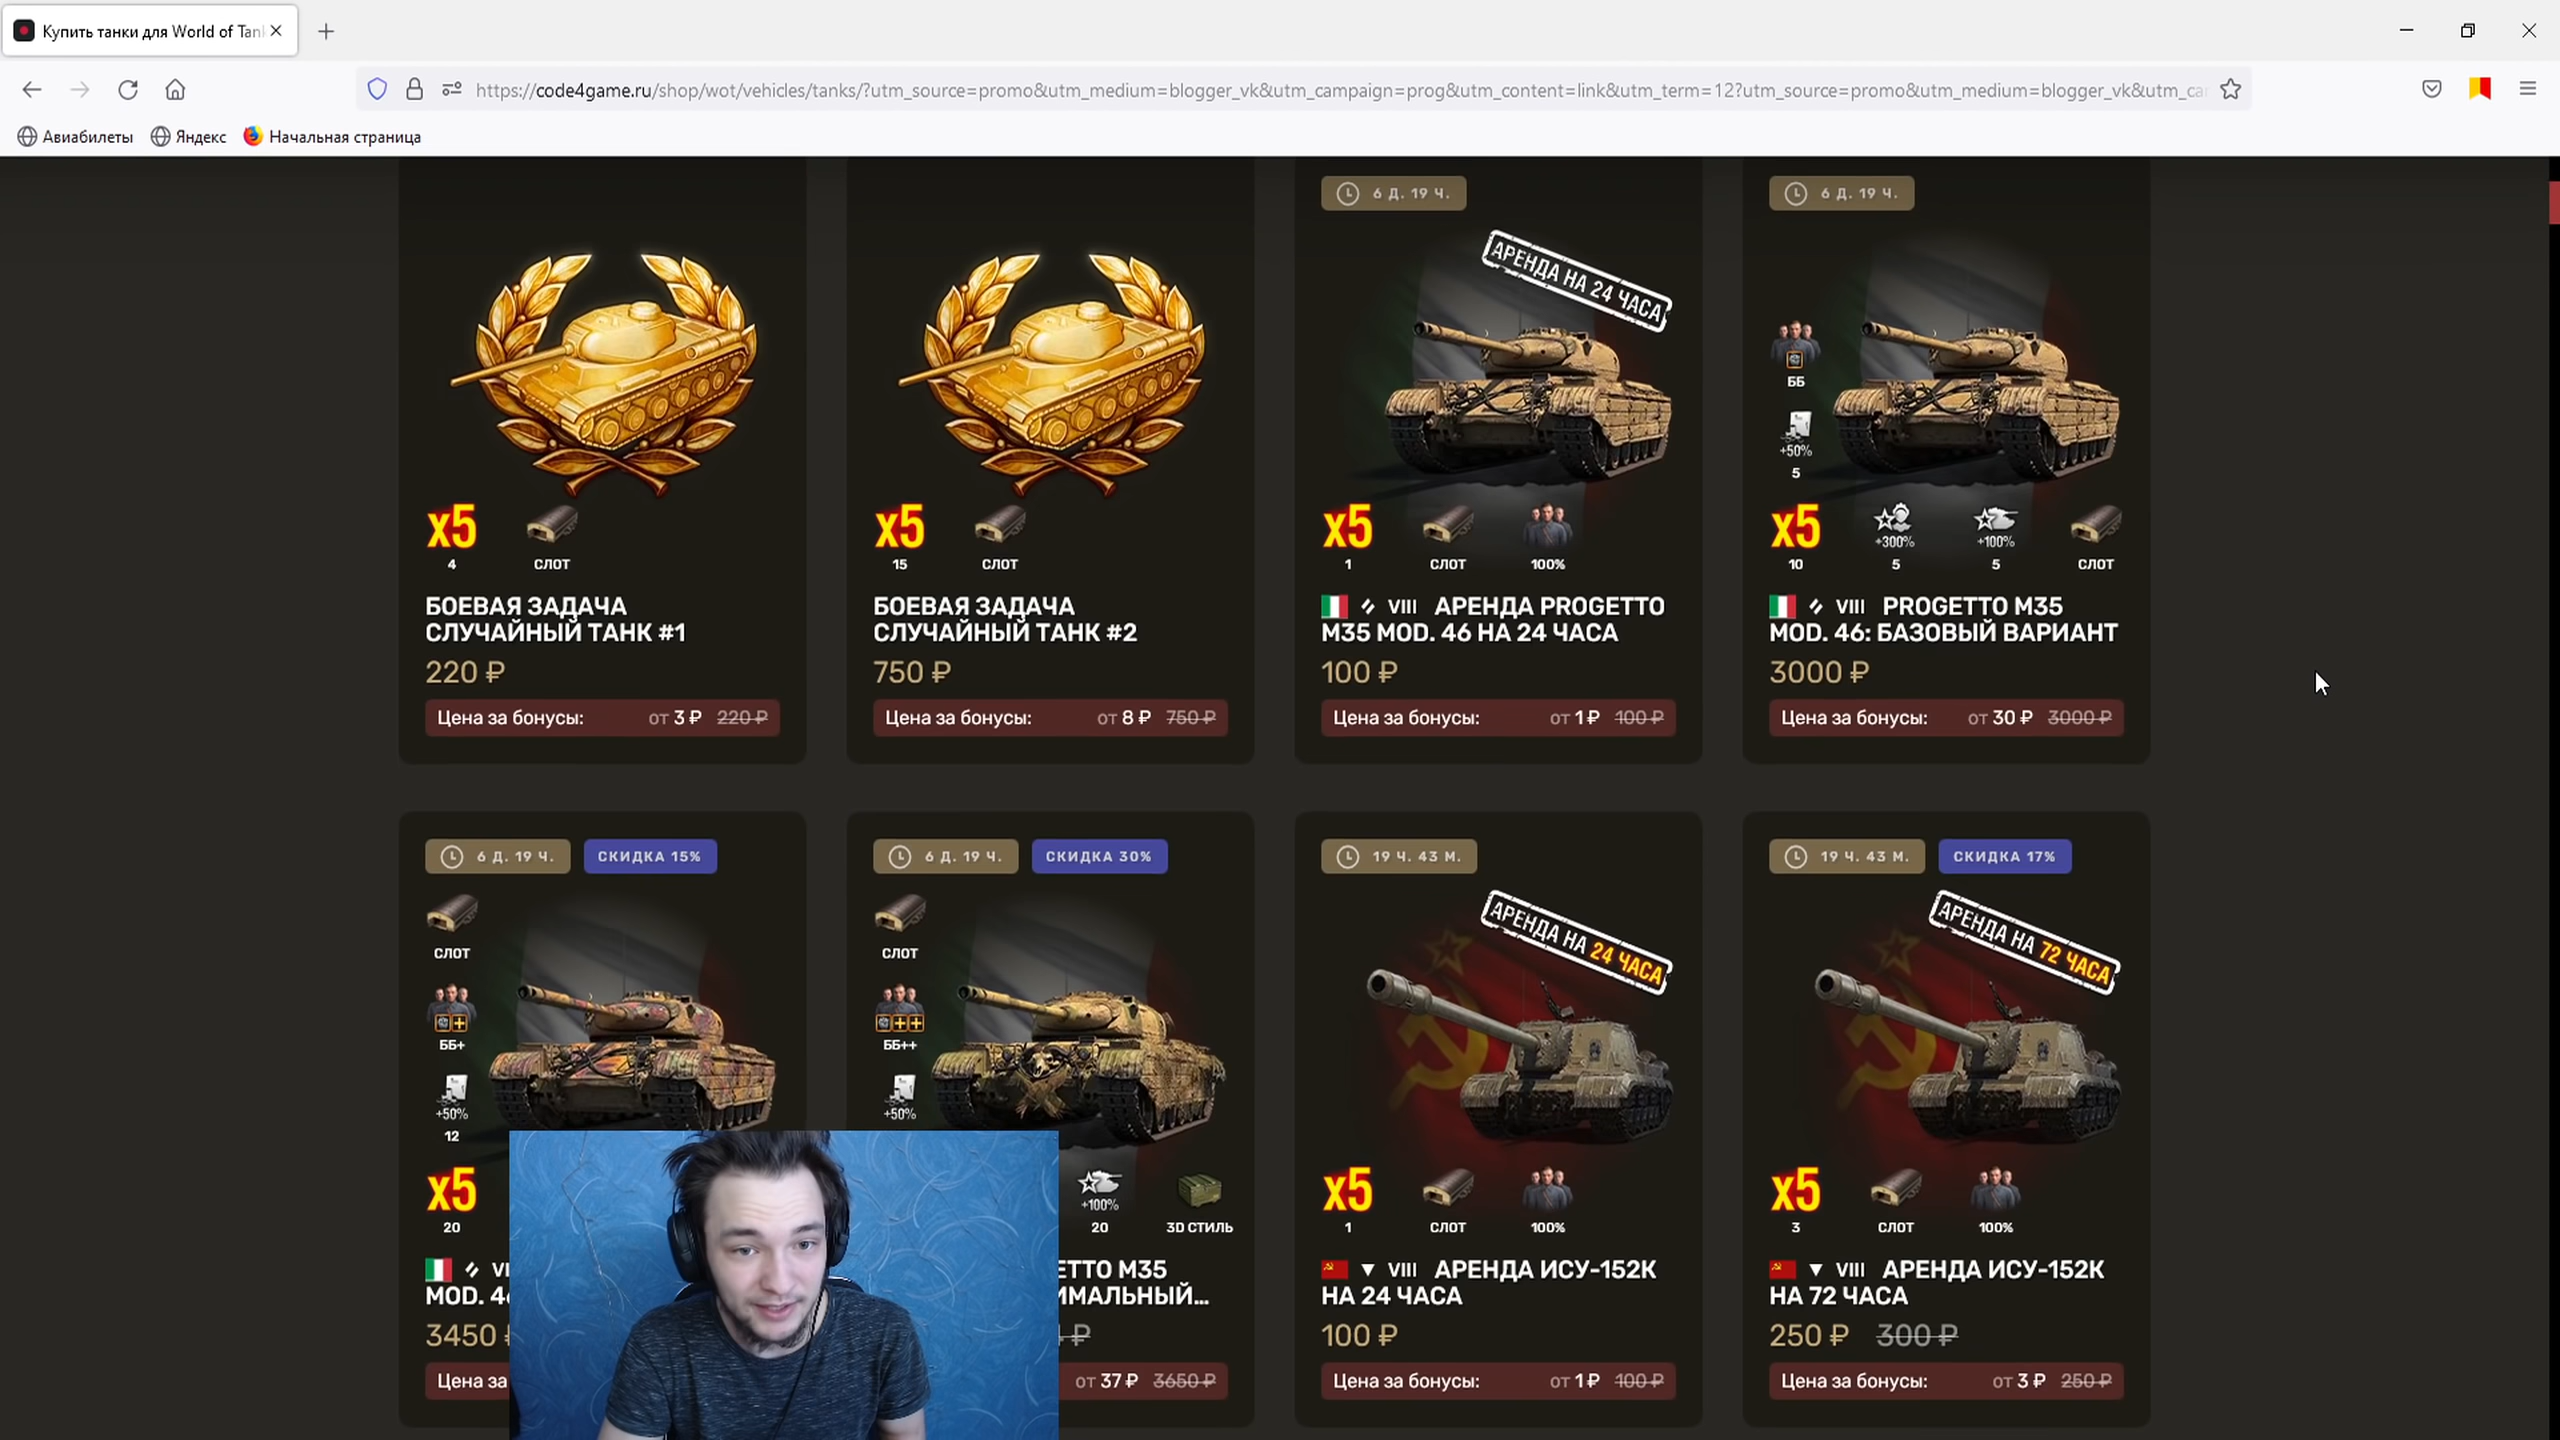 Купить танки для World of Tan
https://code4game.ru/shop/wot/vehicles/tanks/?utm_source=promo&utm_medium=blogger_vk&utm_campaign=prog&utm_content=link&utm_term=12?utm_source=promo&utm_medium=blogger_vk&utm_ca
Авиабилеты
Яндекс
Начальная страница
x5
4
СЛОТ
БОЕВАЯ ЗАДАЧА
СЛУЧАЙНЫЙ ТАНК #1
220 ₽
Цена за бонусы: от 3 ₽ 220 ₽
x5
15
СЛОТ
БОЕВАЯ ЗАДАЧА
СЛУЧАЙНЫЙ ТАНК #2
750 ₽
Цена за бонусы: от 8 ₽ 750 ₽
6 Д. 19 Ч.
АРЕНДА НА 24 ЧАСА
x5
1
СЛОТ
100%
VIII АРЕНДА PROGETTO
M35 MOD. 46 НА 24 ЧАСА
100 ₽
Цена за бонусы: от 1 ₽ 100 ₽
6 Д. 19 Ч.
ББ
+50%
5
x5
10
+300%
5
+100%
5
СЛОТ
VIII PROGETTO M35
MOD. 46: БАЗОВЫЙ ВАРИАНТ
3000 ₽
Цена за бонусы: от 30 ₽ 3000 ₽
6 Д. 19 Ч. СКИДКА 15%
СЛОТ
ББ+
+50%
12
x5
20
MOD. 4
3450
Цена за
6 Д. 19 Ч. СКИДКА 30%
СЛОТ
ББ++
+50%
+100%
20
3D СТИЛЬ
ETTO M35
ИМАЛЬНЫЙ...
₽
от 37 ₽ 3650 ₽
19 Ч. 43 М.
АРЕНДА НА 24 ЧАСА
x5
1
СЛОТ
100%
VIII АРЕНДА ИСУ-152К
НА 24 ЧАСА
100 ₽
Цена за бонусы: от 1 ₽ 100 ₽
19 Ч. 43 М. СКИДКА 17%
АРЕНДА НА 72 ЧАСА
x5
3
СЛОТ
100%
VIII АРЕНДА ИСУ-152К
НА 72 ЧАСА
250 ₽ 300 ₽
Цена за бонусы: от 3 ₽ 250 ₽